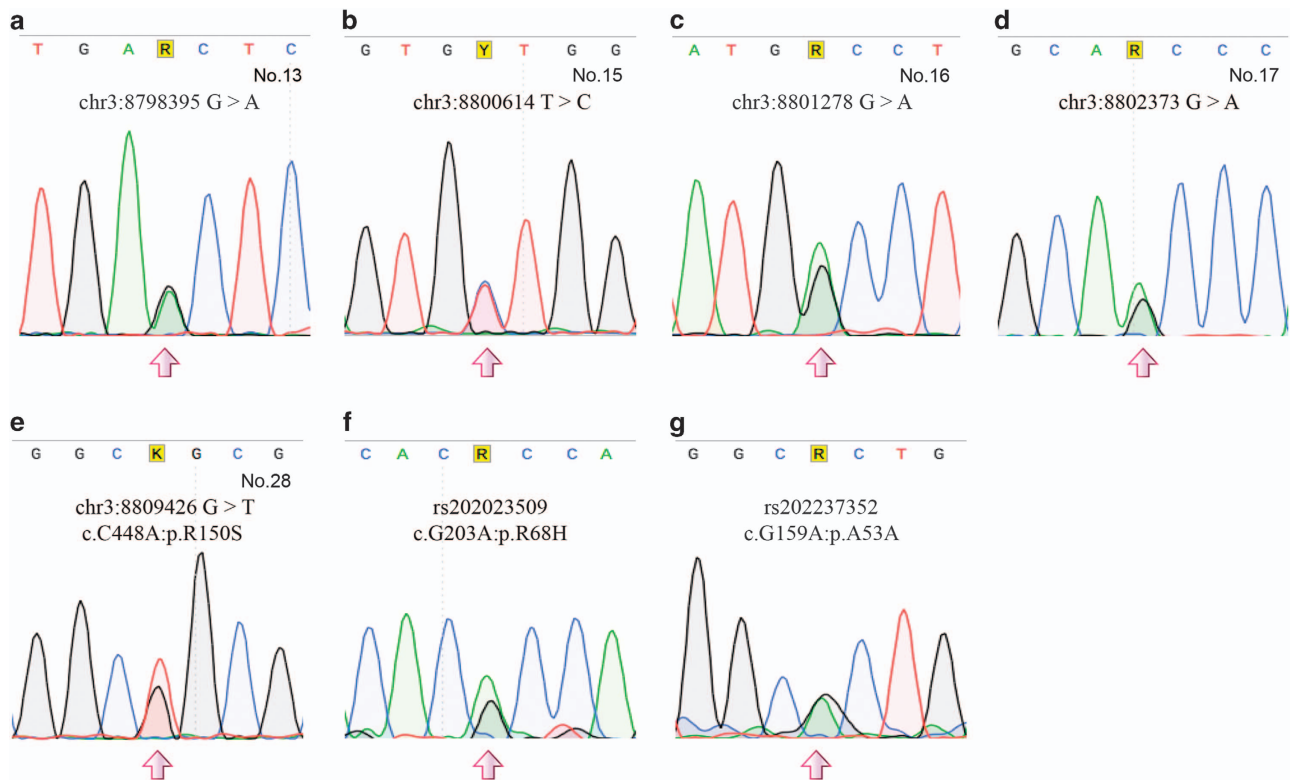 a
T G A R C T C
No.13
chr3:8798395 G > A
b
G T G Y T G G
No.15
chr3:8800614 T > C
c
A T G R C C T
No.16
chr3:8801278 G > A
d
G C A R C C C
No.17
chr3:8802373 G > A
e
G G C K G C G
No.28
chr3:8809426 G > T
c.C448A:p.R150S
f
C A C R C C A
rs202023509
c.G203A:p.R68H
g
G G C R C T G
rs202237352
c.G159A:p.A53A